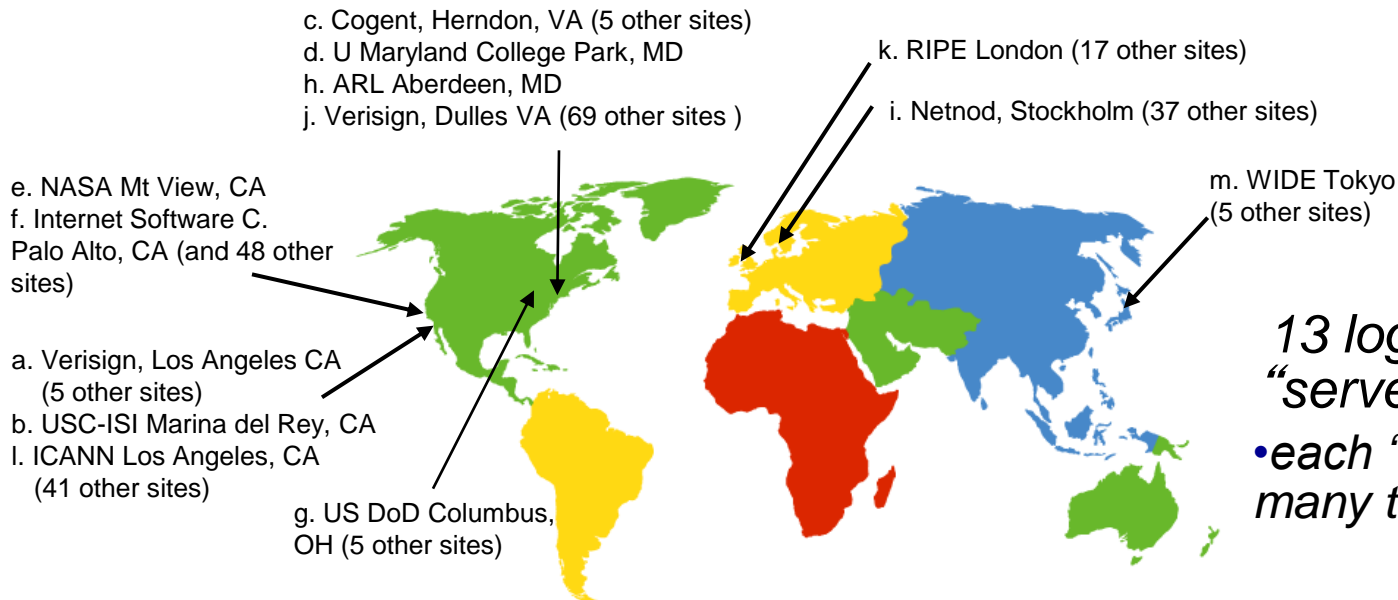 c. Cogent, Herndon, VA (5 other sites)
d. U Maryland College Park, MD
h. ARL Aberdeen, MD
j. Verisign, Dulles VA (69 other sites )
k. RIPE London (17 other sites)
i. Netnod, Stockholm (37 other sites)
m. WIDE Tokyo
(5 other sites)
e. NASA Mt View, CA
f. Internet Software C.
Palo Alto, CA (and 48 other
sites)
a. Verisign, Los Angeles CA
(5 other sites)
b. USC-ISI Marina del Rey, CA
l. ICANN Los Angeles, CA
(41 other sites)
g. US DoD Columbus,
OH (5 other sites)
13
•each
many